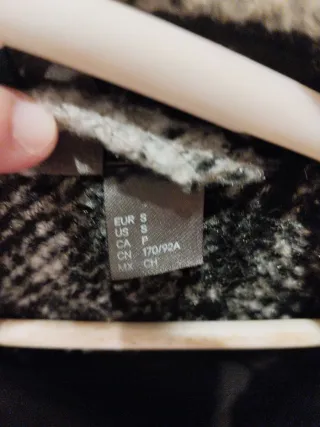 EUR S
US S
CA P
CN 170/92A
MX CH